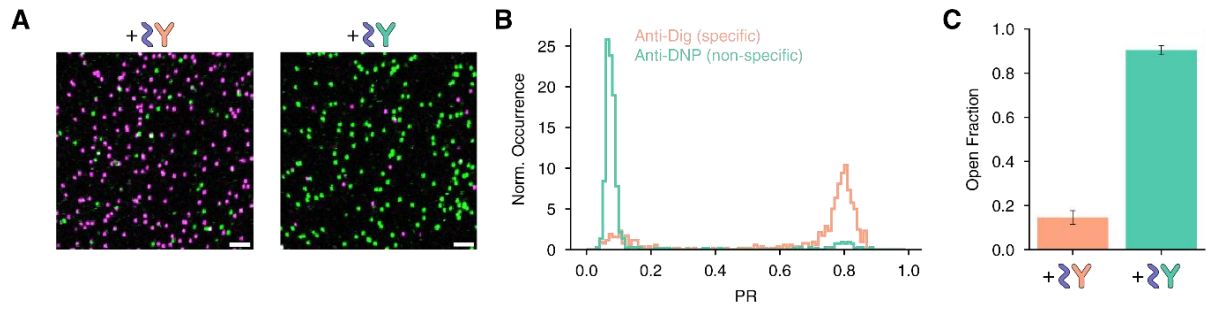 A
+
+
B
Anti-Dig (specific)
Anti-DNP (non-specific)
Norm. Occurrence
25
20
15
10
5
0
0.0 0.2 0.4 0.6 0.8 1.0
PR
C
Open Fraction
1.0
0.8
0.6
0.4
0.2
0.0
+
+